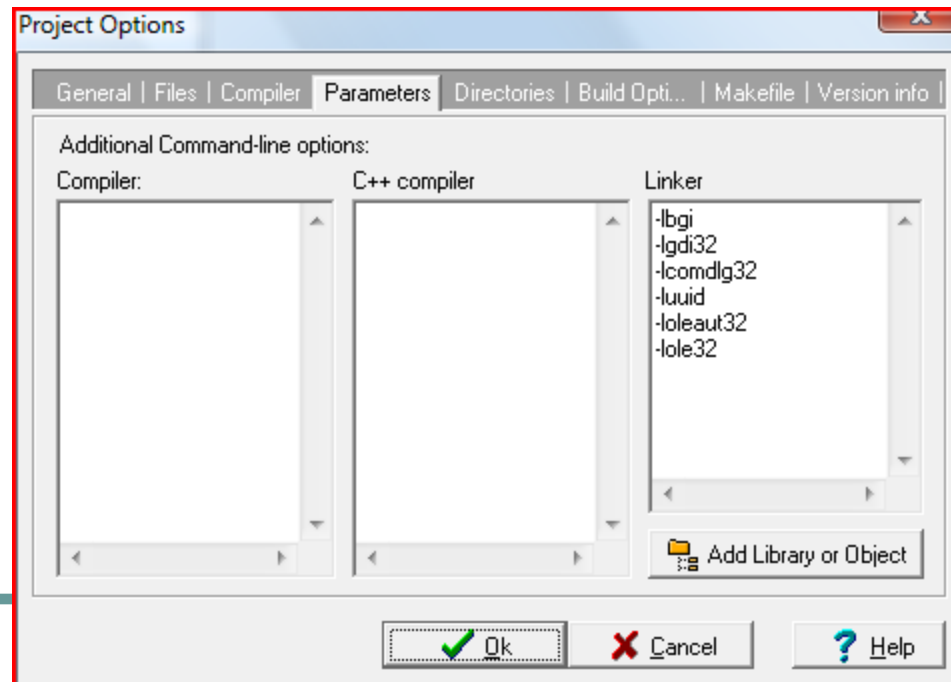 Project Options
General | Files | Compiler Parameters Directories | Build Opti... | Makefile | Version info |
Additional Command-line options:
Compiler: C++ compiler Linker
-lbgi
-lgdi32
-lcomdlg32
-luuid
-loleaut32
-lole32
Add Library or Object
Ok Cancel Help